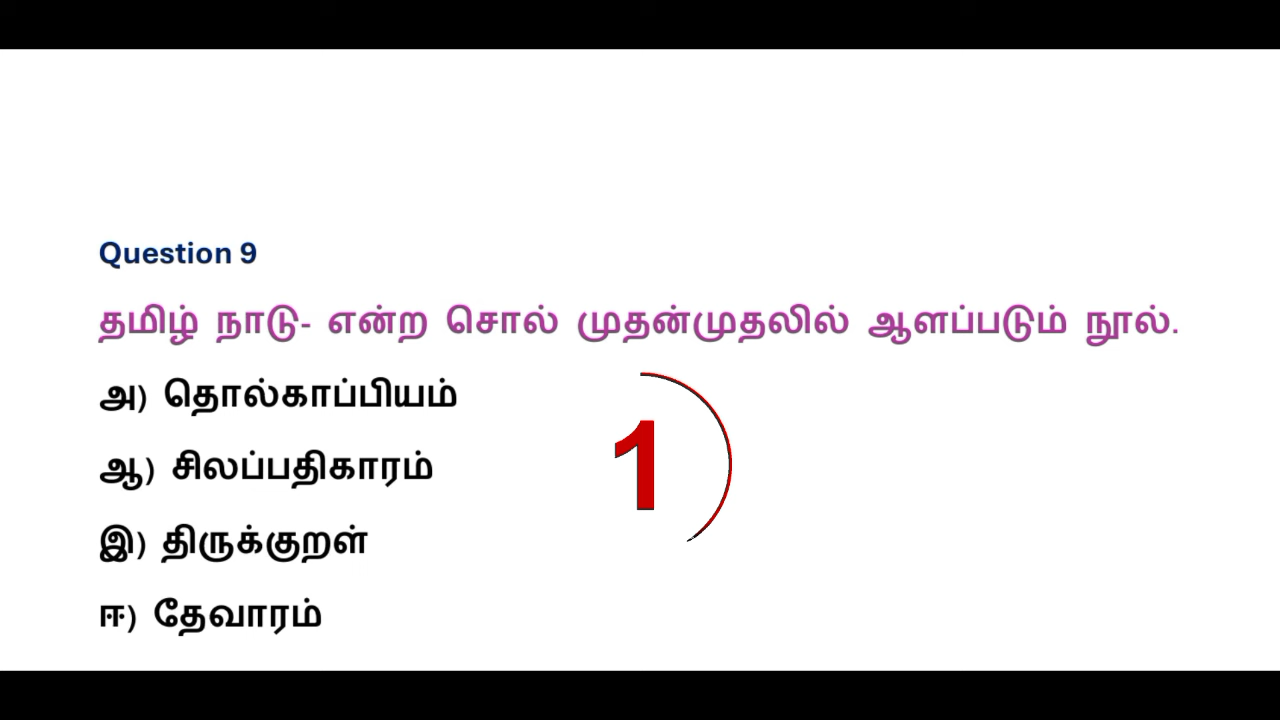 Question 9
தமிழ் நாடு- என்ற சொல் முதன்முதலில் ஆளப்படும் நூல்.
அ) தொல்காப்பியம்
ஆ) சிலப்பதிகாரம்
1
இ) திருக்குறள்
ஈ) தேவாரம்